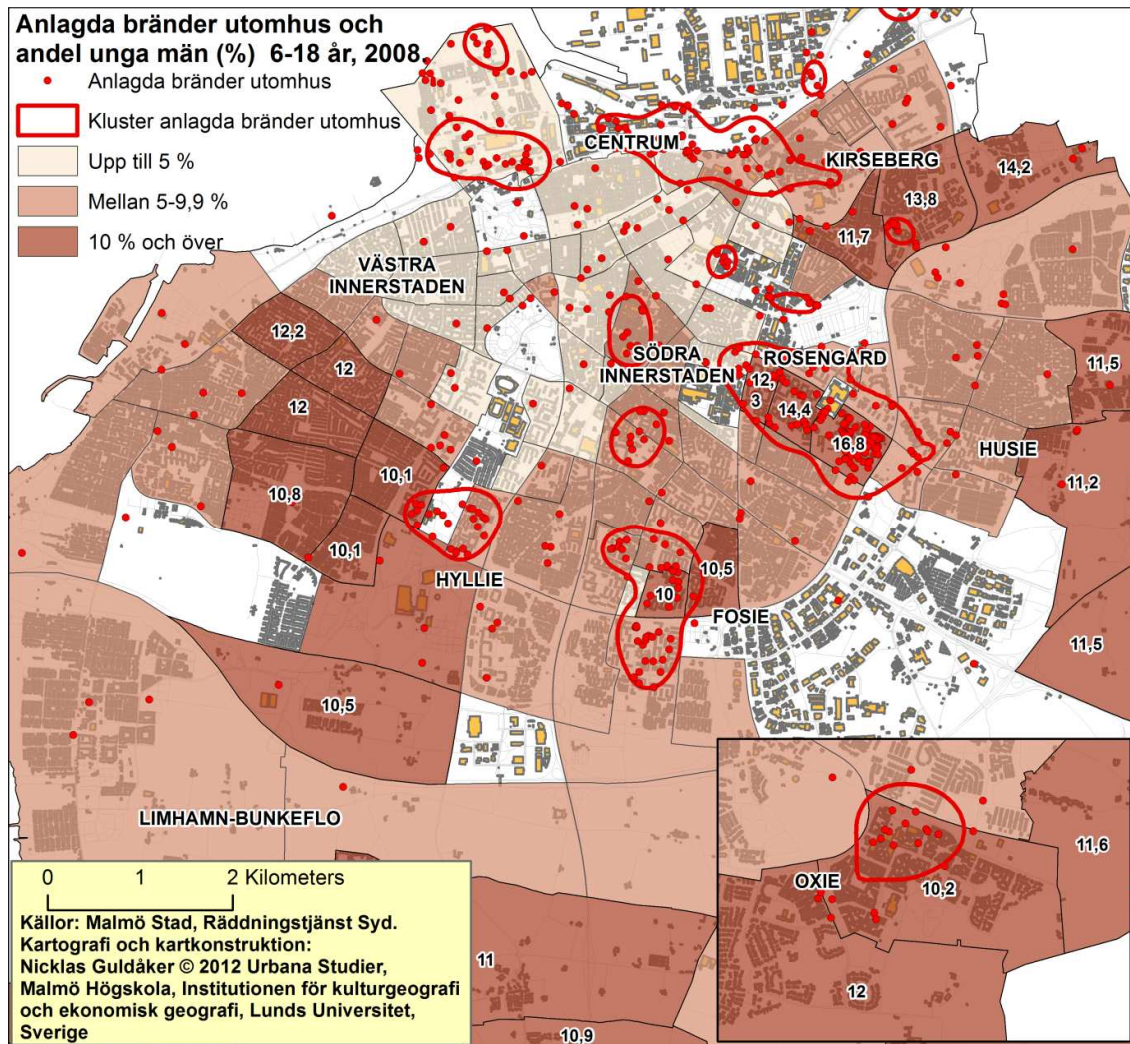 Anlagda bränder utomhus och
andel unga män (%) 6-18 år, 2008.
Anlagda bränder utomhus
Kluster anlagda bränder utomhus
Upp till 5 %
Mellan 5-9,9 %
10 % och över
CENTRUM
KIRSEBERG
14,2
13,8
11,7
VÄSTRA
INNERSTADEN
12,2
12
12
SÖDRA
INNERSTADEN
ROSENGÅRD
12,
3
14,4
16,8
11,5
HUSIE
11,2
10,8
10,1
10,1
HYLLIE
10,5
10
FOSIE
11,5
10,5
LIMHAMN-BUNKEFLO
11,6
OXIE
10,2
12
11
10,9
0 1 2 Kilometers
Källor: Malmö Stad, Räddningstjänst Syd.
Kartografi och kartkonstruktion:
Nicklas Guldåker © 2012 Urbana Studier,
Malmö Högskola, Institutionen för kulturgeografi
och ekonomisk geografi, Lunds Universitet,
Sverige